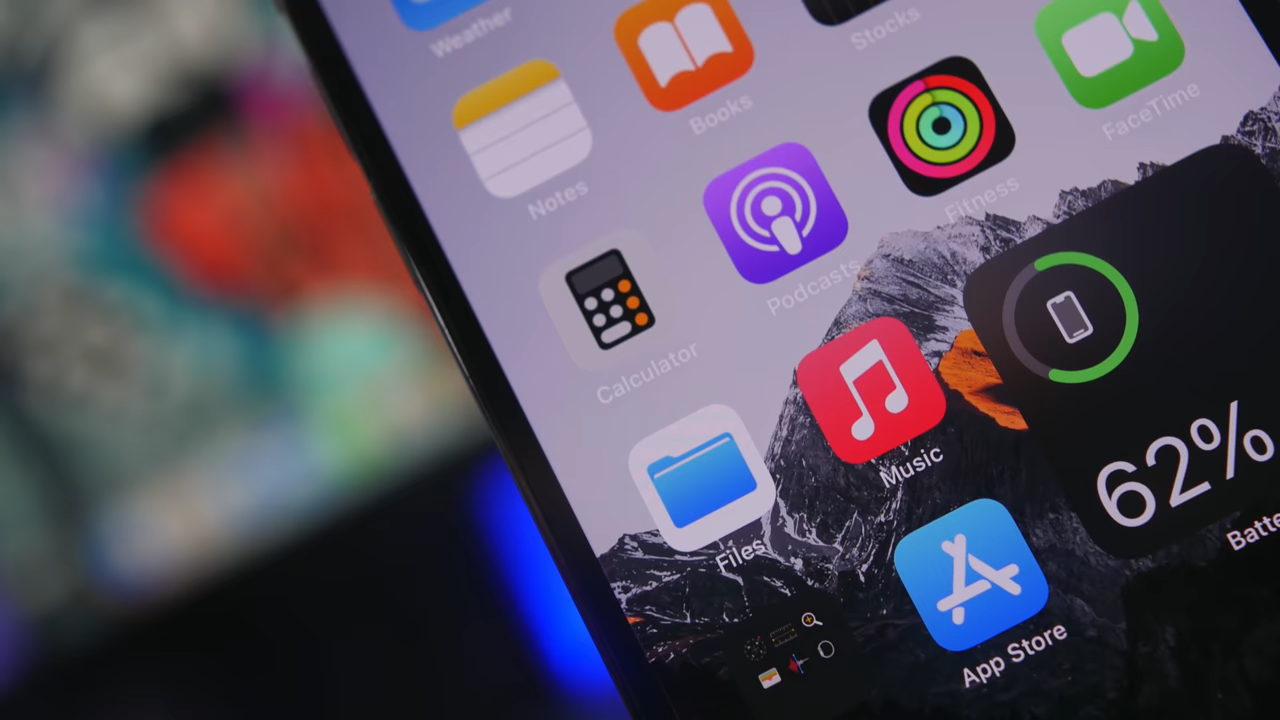 Weather
Books
Stocks
FaceTime
Notes
Podcasts
Fitness
Calculator
Music
62%
Files
App Store
Batte